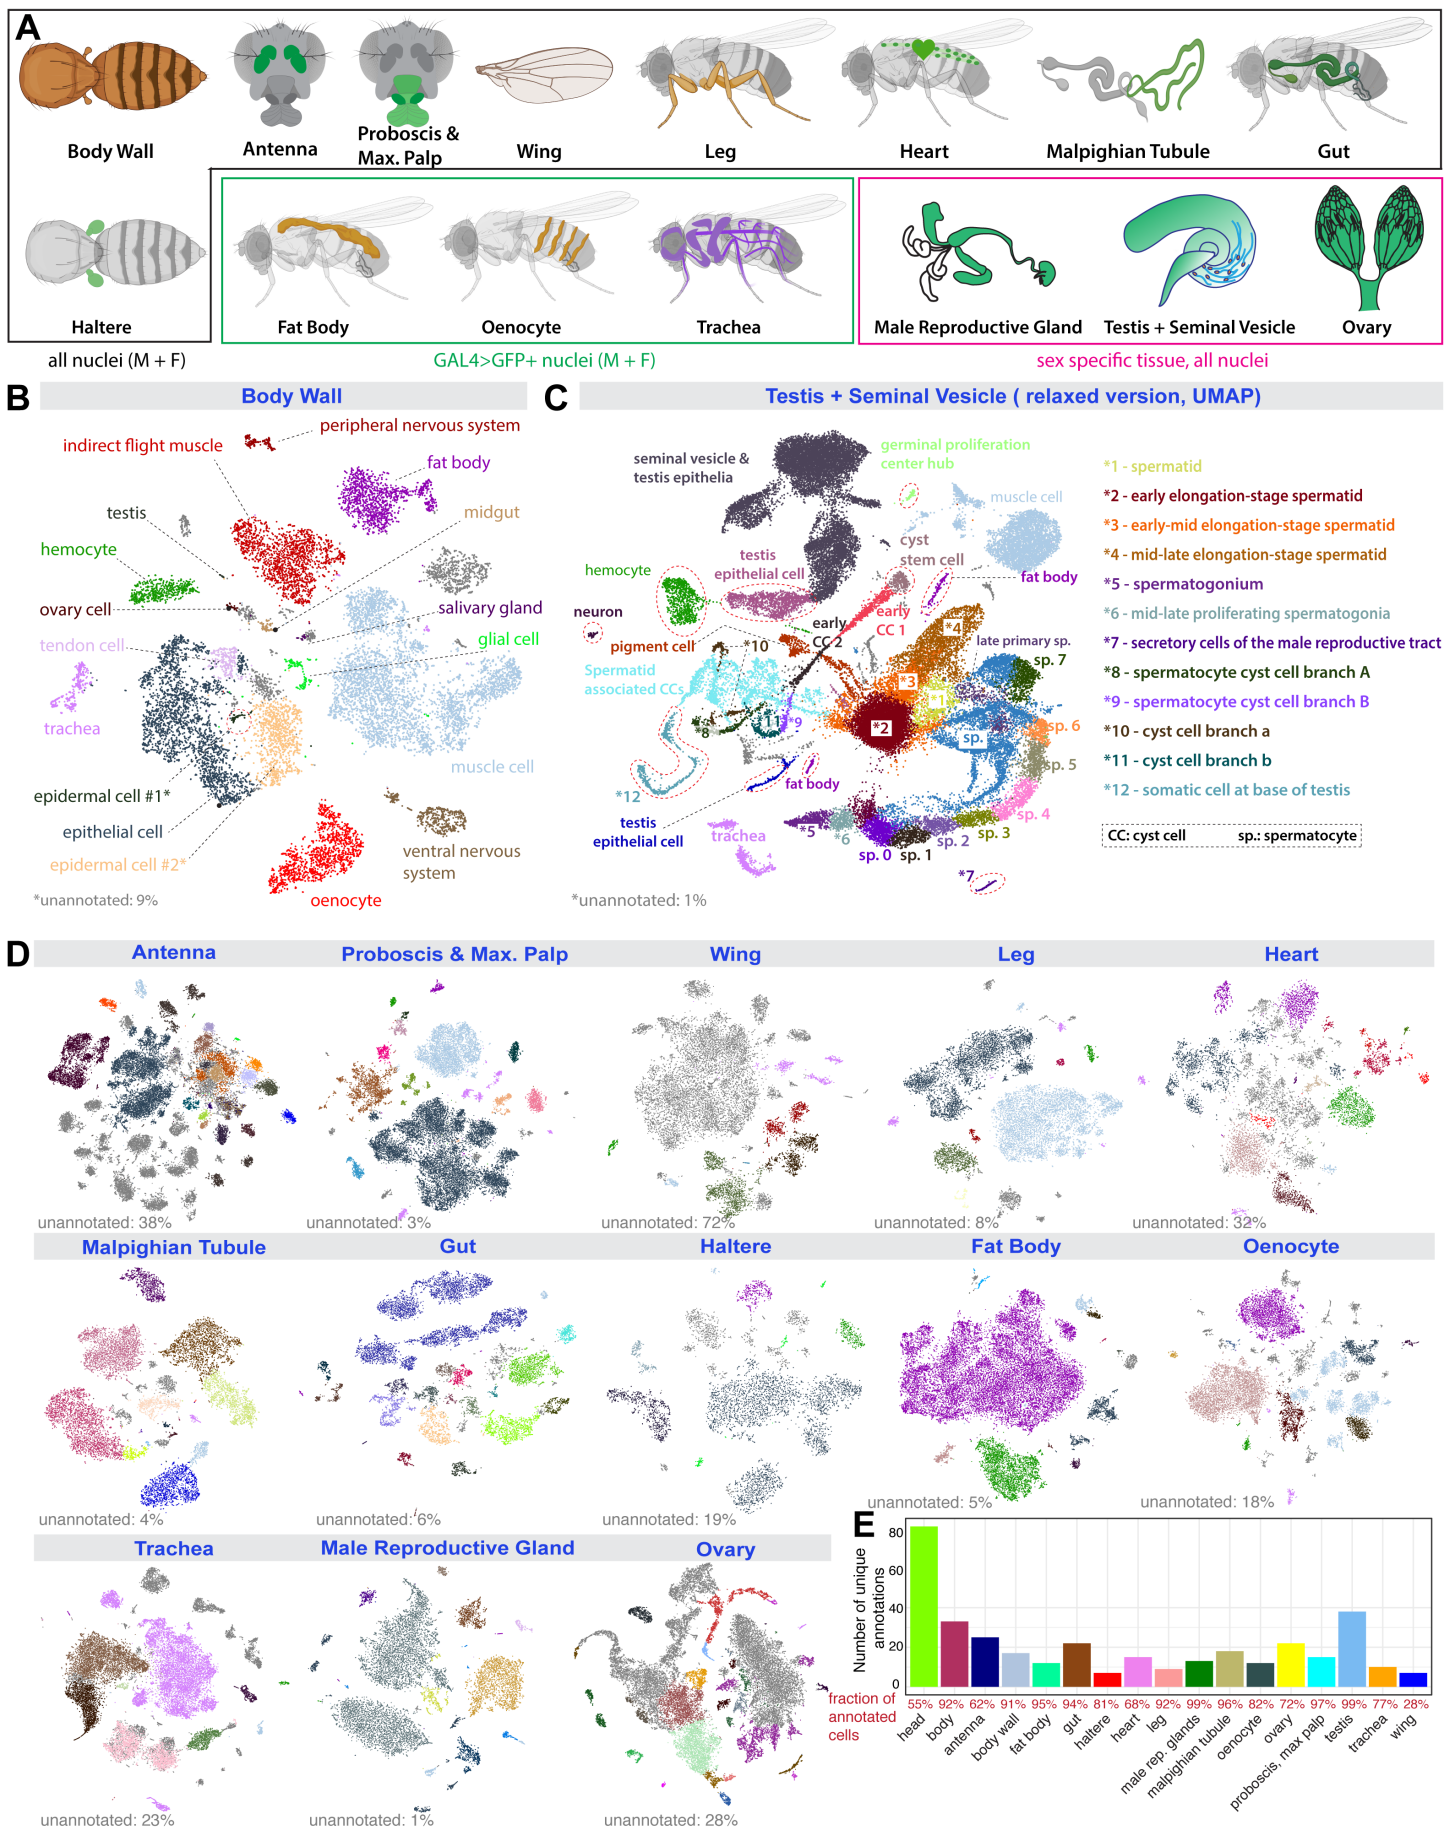 A
Body Wall
Antenna
Proboscis &
Max. Palp
Wing
Leg
Heart
Malpighian Tubule
Gut
Haltere
Fat Body
Oenocyte
Trachea
Male Reproductive Gland
Testis + Seminal Vesicle
Ovary
all nuclei (M + F)
GAL4>GFP+ nuclei (M + F)
sex specific tissue, all nuclei
B
Body Wall
peripheral nervous system
indirect flight muscle
fat body
testis
midgut
hemocyte
ovary cell
salivary gland
tendon cell
glial cell
trachea
muscle cell
epidermal cell #1*
epithelial cell
epidermal cell #2*
ventral nervous
system
*unannotated: 9%
oenocyte
C
Testis + Seminal Vesicle ( relaxed version, UMAP)
seminal vesicle &
testis epithelia
germinal proliferation
center hub
muscle cell
cyst
stem cell
testis
epithelial cell
hemocyte
fat body
neuron
early
CC 1
early
CC 2
pigment cell
*10
*4
late primary sp.
Spermatid
associated CCs
*3
sp. 7
*1
*8
*11
*9
*2
sp.
sp. 6
sp. 5
*12
fat body
testis
epithelial cell
trachea
*5
*6
sp. 0
sp. 1
sp. 2
sp. 3
sp. 4
*7
*unannotated: 1%
*1 - spermatid
*2 - early elongation-stage spermatid
*3 - early-mid elongation-stage spermatid
*4 - mid-late elongation-stage spermatid
*5 - spermatogonium
*6 - mid-late proliferating spermatogonia
*7 - secretory cells of the male reproductive tract
*8 - spermatocyte cyst cell branch A
*9 - spermatocyte cyst cell branch B
*10 - cyst cell branch a
*11 - cyst cell branch b
*12 - somatic cell at base of testis
CC: cyst cell sp.: spermatocyte
D
Antenna
Proboscis & Max. Palp
Wing
Leg
Heart
unannotated: 38%
unannotated: 3%
unannotated: 72%
unannotated: 8%
unannotated: 32%
Malpighian Tubule
Gut
Haltere
Fat Body
Oenocyte
unannotated: 4%
unannotated: 6%
unannotated: 19%
unannotated: 5%
unannotated: 18%
Trachea
Male Reproductive Gland
Ovary
unannotated: 23%
unannotated: 1%
unannotated: 28%
E
Number of unique
annotations
80
60
40
20
0
fraction of
annotated
cells
55% 92% 62% 91% 95% 94% 81% 68% 92% 99% 96% 82% 72% 97% 99% 77% 28%
head
body
antenna
body wall
fat body
gut
haltere
heart
leg
male rep. glands
malpighian tubule
oenocyte
ovary
proboscis, max palp
testis
trachea
wing